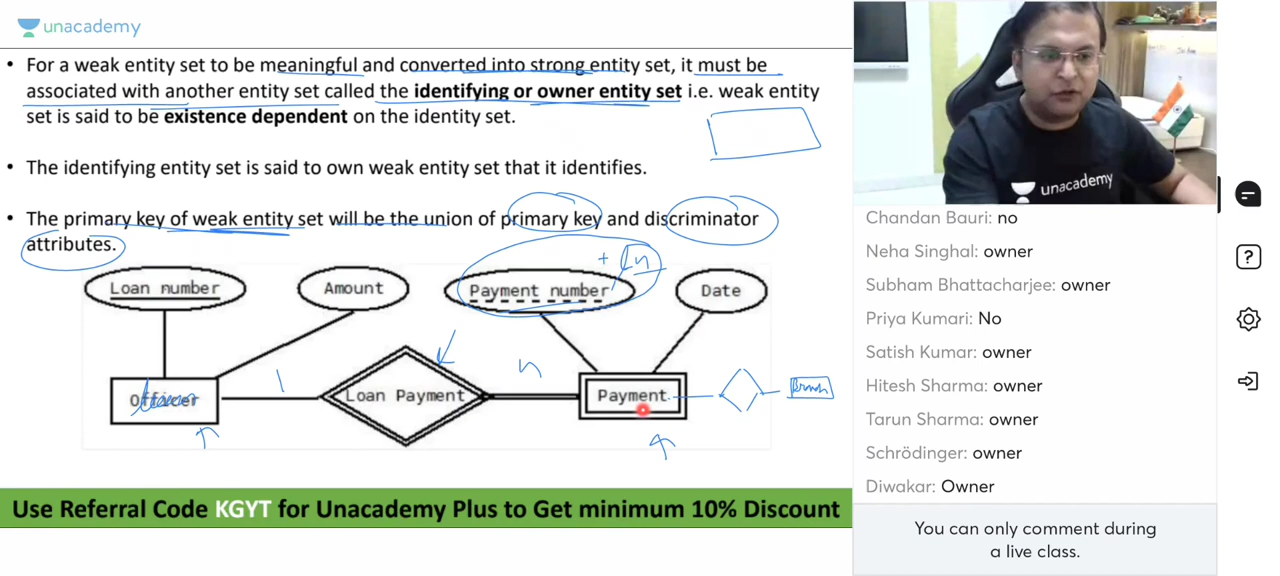 unacademy
• For a weak entity set to be meaningful and converted into strong entity set, it must be
associated with another entity set called the identifying or owner entity set i.e. weak entity
set is said to be existence dependent on the identity set.
• The identifying entity set is said to own weak entity set that it identifies.
• The primary key of weak entity set will be the union of primary key and discriminator
attributes.
+ Ln
Loan number Amount Payment number Date
1 n
Officer Loan Payment Payment
Use Referral Code KGYT for Unacademy Plus to Get minimum 10% Discount
unacademy
Chandan Bauri: no
Neha Singhal: owner
Subham Bhattacharjee: owner
Priya Kumari: No
Satish Kumar: owner
Hitesh Sharma: owner
Tarun Sharma: owner
Schrödinger: owner
Diwakar: Owner
You can only comment during
a live class.